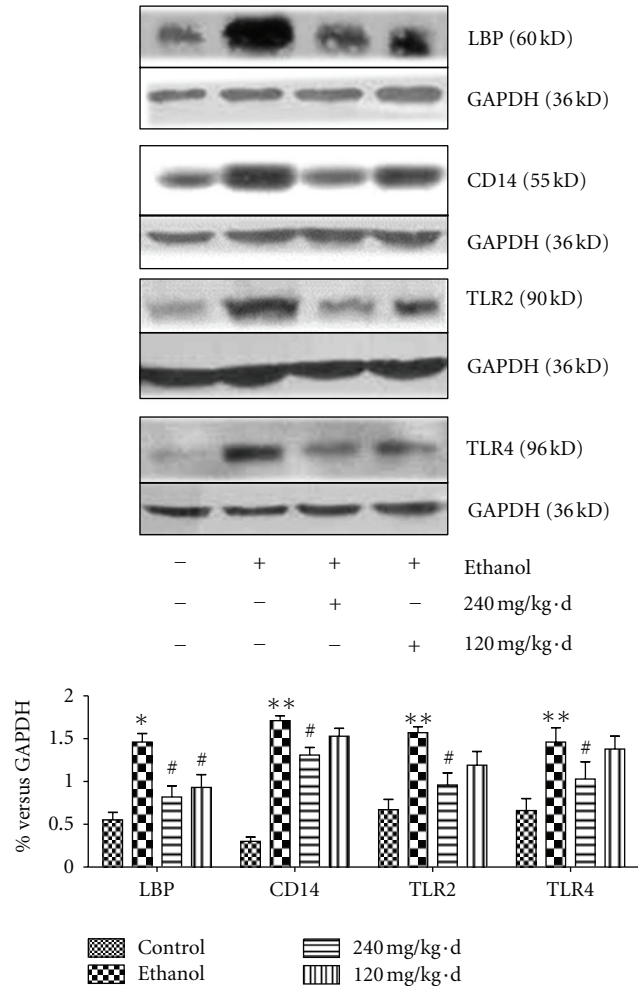 LBP (60 kD)
GAPDH (36 kD)
CD14 (55 kD)
GAPDH (36 kD)
TLR2 (90 kD)
GAPDH (36 kD)
TLR4 (96 kD)
GAPDH (36 kD)
− + + + Ethanol
− − + − 240 mg/kg·d
− − − + 120 mg/kg·d
% versus GAPDH
2
1.5
1
0.5
0
* # #
** #
** #
** #
LBP CD14 TLR2 TLR4
Control 240 mg/kg·d
Ethanol 120 mg/kg·d